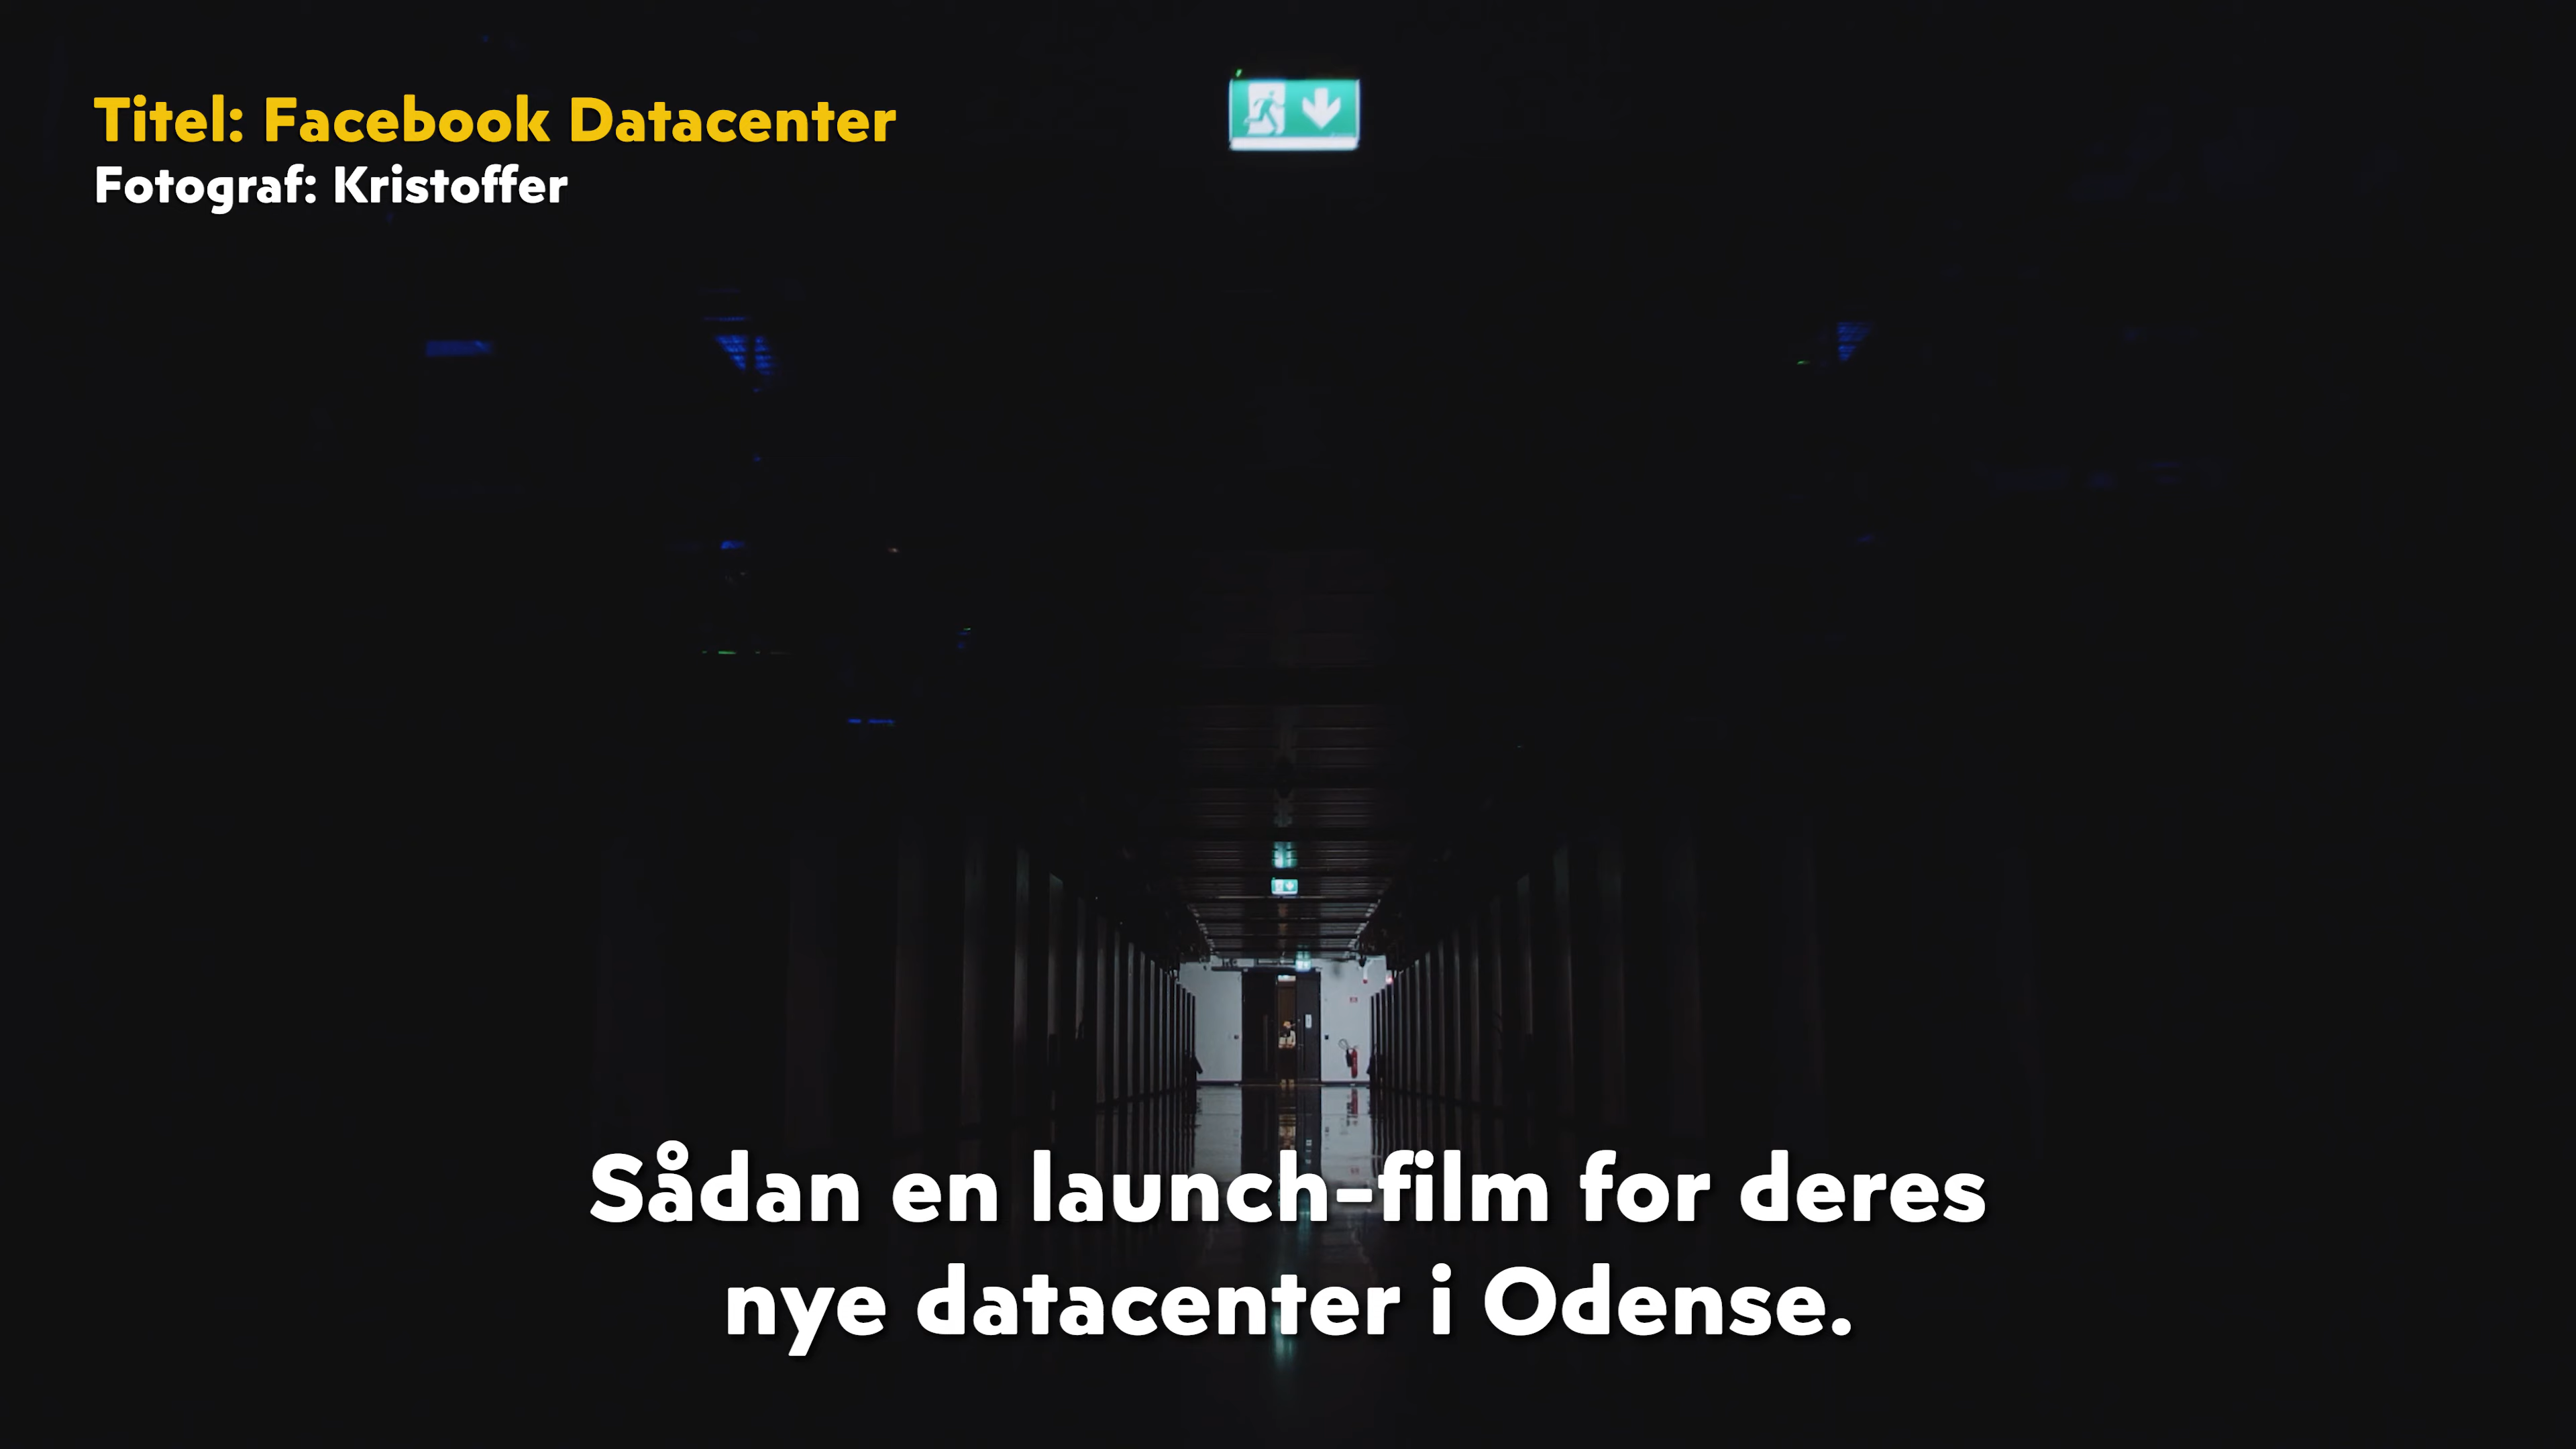 Titel: Facebook Datacenter
Fotograf: Kristoffer
Sådan en launch-film for deres
nye datacenter i Odense.